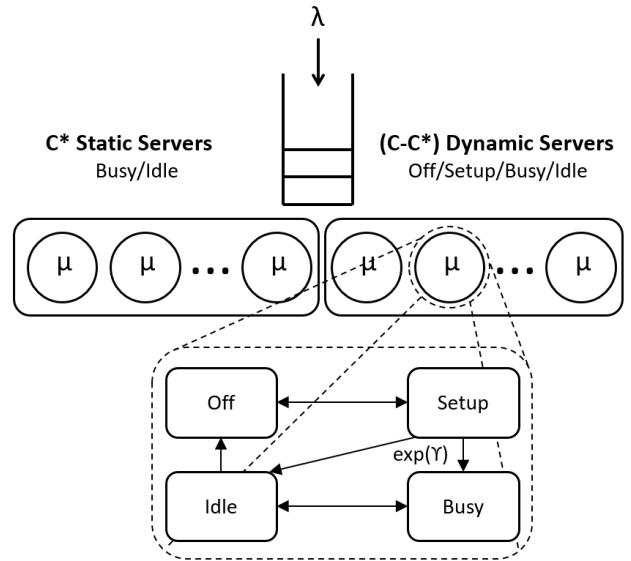 λ
C* Static Servers
Busy/Idle
(C-C*) Dynamic Servers
Off/Setup/Busy/Idle
μ μ ... μ μ μ ... μ
Off
Setup
exp(ϒ)
Idle
Busy